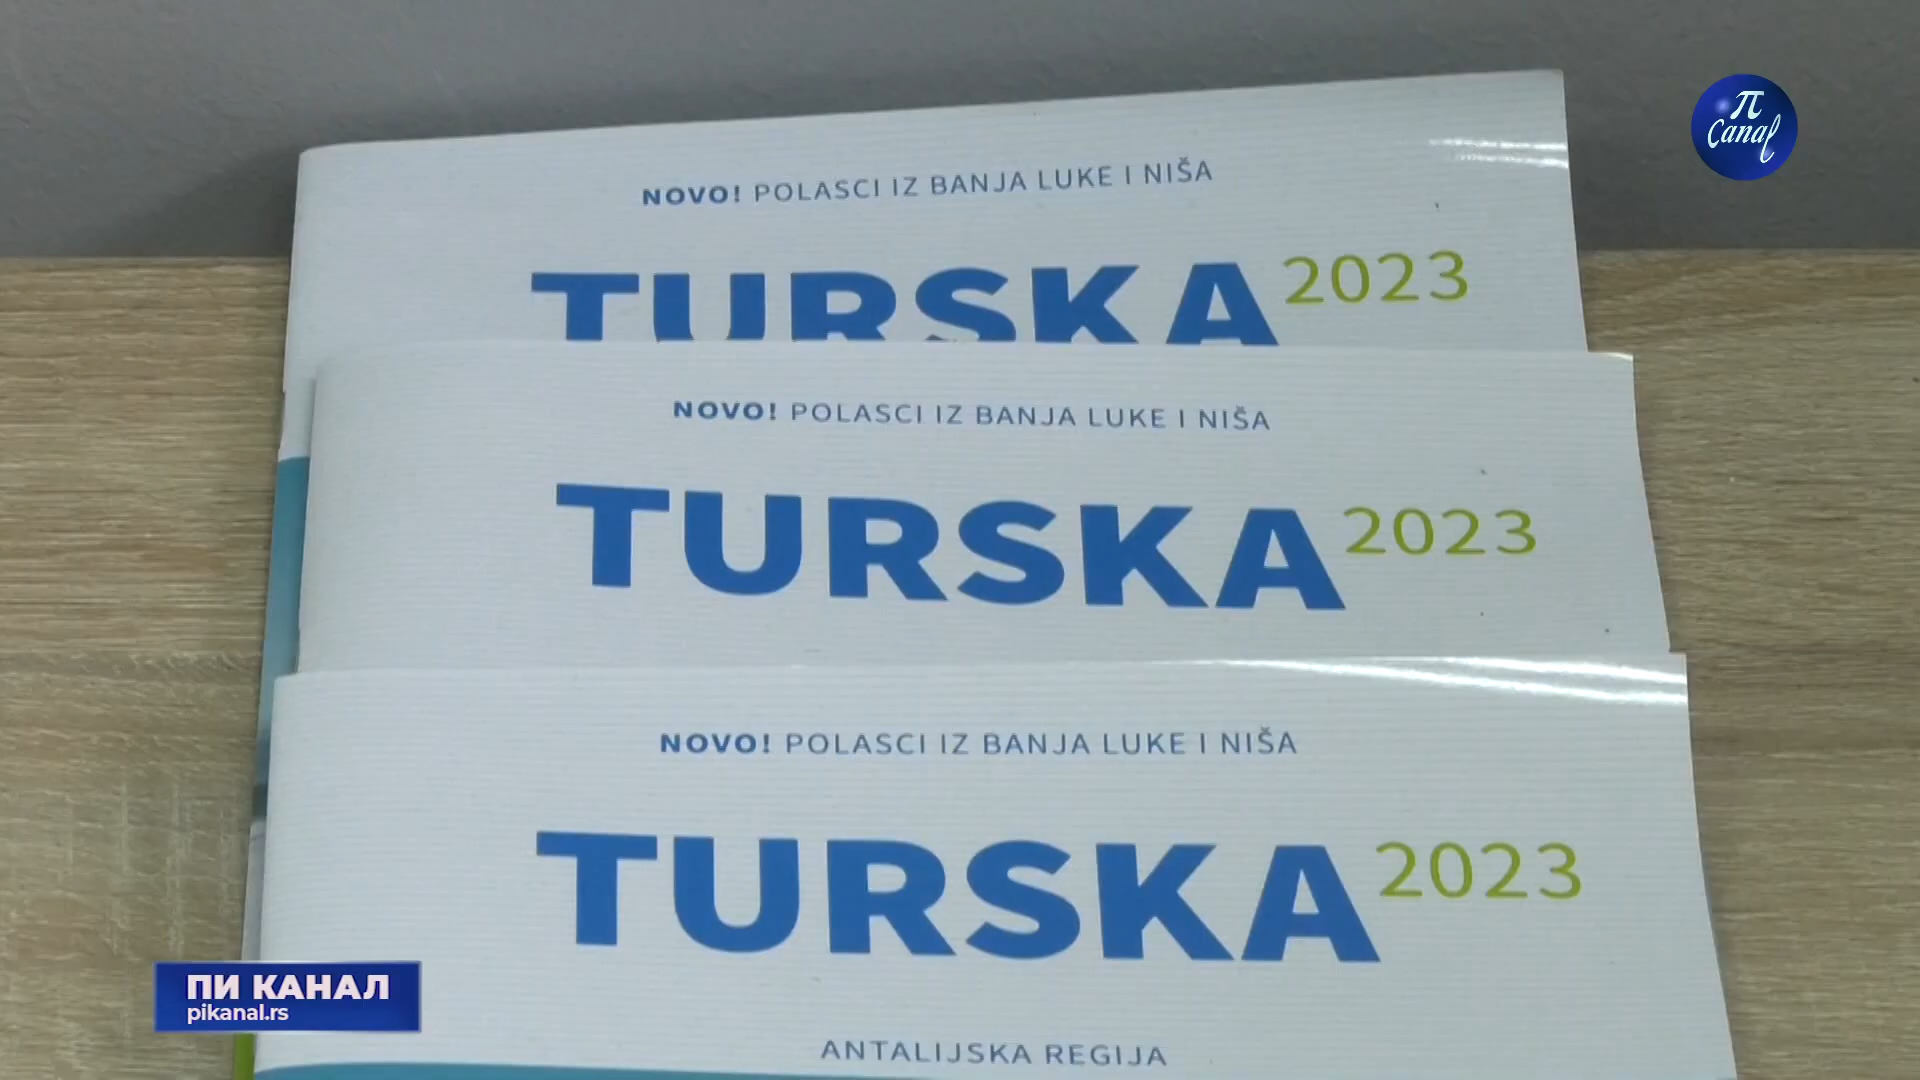 π
Canal
NOVO! POLASCI IZ BANJA LUKE I NIŠA
TURSKA 2023
NOVO! POLASCI IZ BANJA LUKE I NIŠA
TURSKA 2023
NOVO! POLASCI IZ BANJA LUKE I NIŠA
TURSKA 2023
ANTALIJSKA REGIJA
ПИ КАНАЛ
pikanal.rs